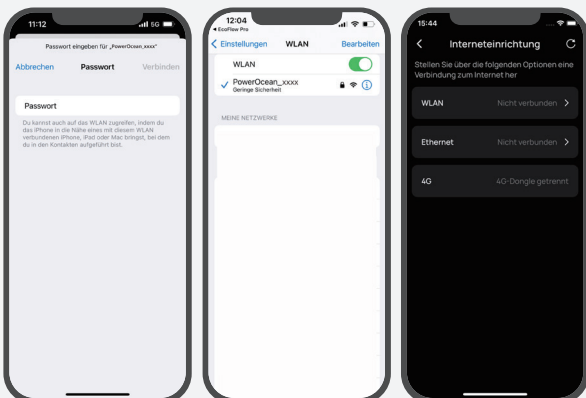 11:12
5G
Passwort eingeben für „PowerOcean_xxxx"
Abbrechen Passwort Verbinden
Passwort
Du kannst auch auf das WLAN zugreifen, indem du
das iPhone in die Nähe eines mit diesem WLAN
verbundenen iPhone, iPad oder Mac bringst, bei dem
du in den Kontakten aufgeführt bist.
12:04
EcoFlow Pro
Einstellungen WLAN Bearbeiten
WLAN
PowerOcean_xxxx
Geringe Sicherheit
MEINE NETZWERKE
15:44
Interneteinrichtung
Stellen Sie über die folgenden Optionen eine
Verbindung zum Internet her
WLAN Nicht verbunden
Ethernet Nicht verbunden
4G 4G-Dongle getrennt